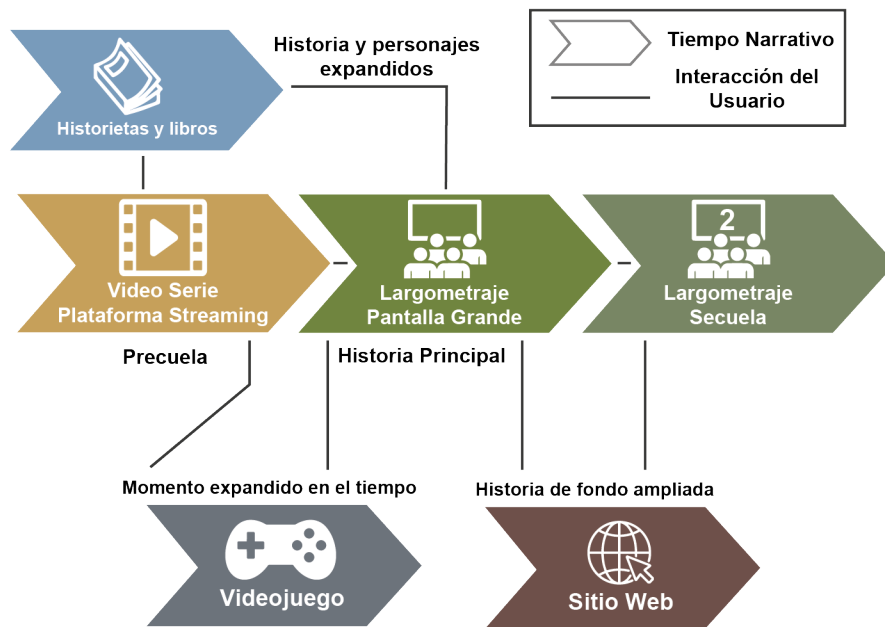 Historia y personajes
expandidos
Tiempo Narrativo
Interacción del
Usuario
Historietas y libros
Video Serie
Plataforma Streaming
Largometraje
Pantalla Grande
2
Largometraje
Secuela
Precuela
Historia Principal
Momento expandido en el tiempo
Historia de fondo ampliada
Videojuego
Sitio Web